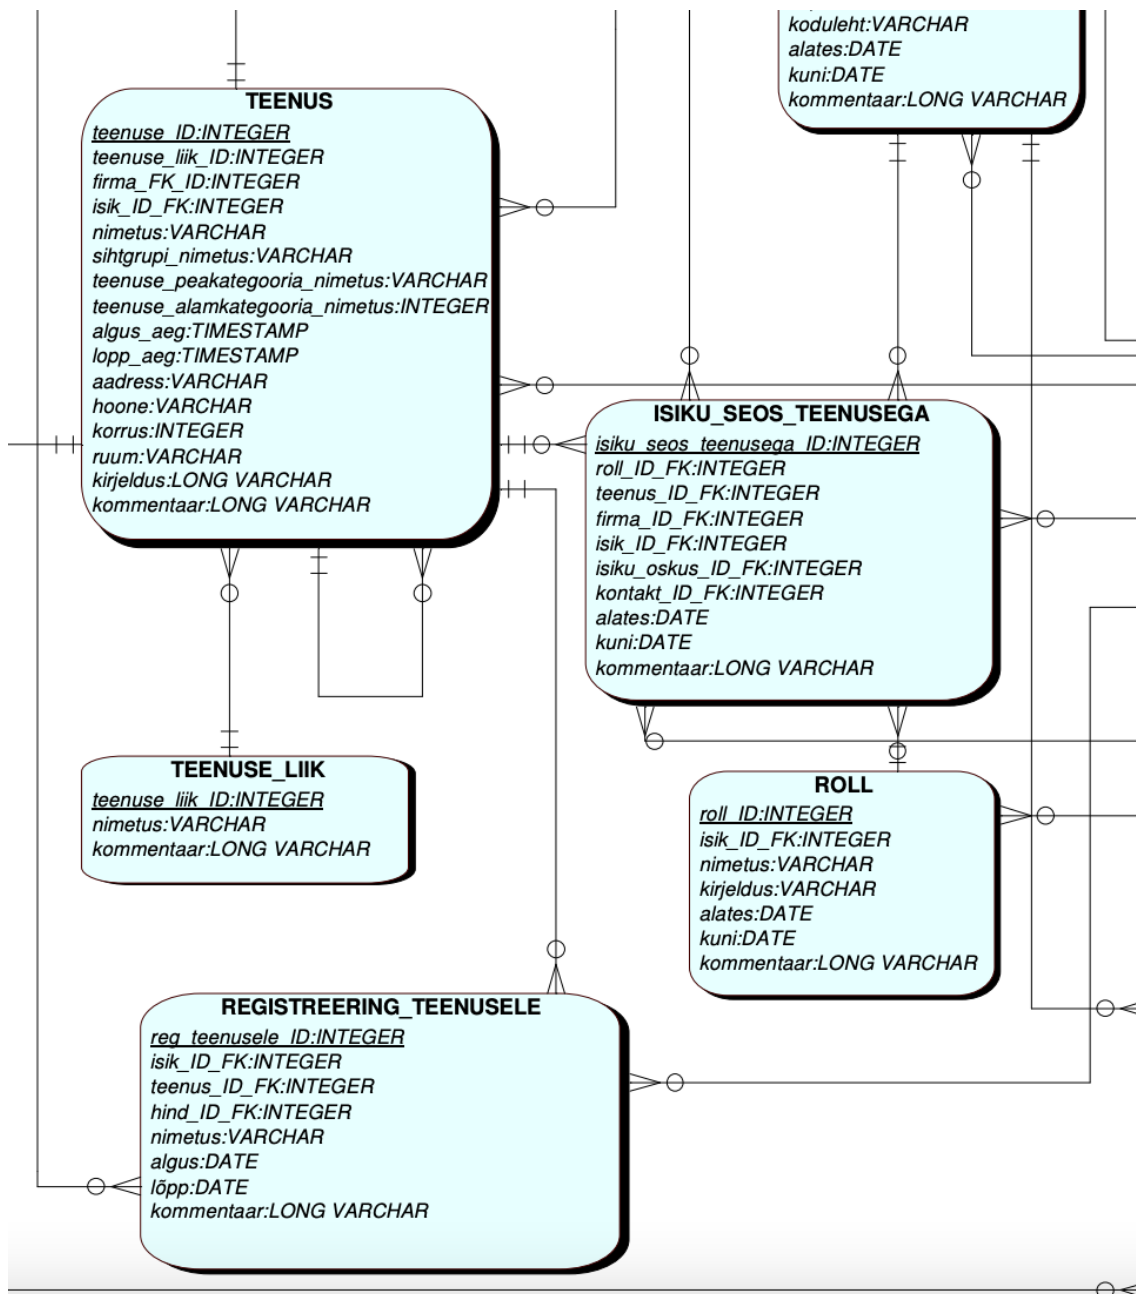 koduleht:VARCHAR
alates:DATE
kuni:DATE
kommentaar:LONG VARCHAR
TEENUS
teenuse_ID:INTEGER
teenuse_liik_ID:INTEGER
firma_FK_ID:INTEGER
isik_ID_FK:INTEGER
nimetus:VARCHAR
sihtgrupi_nimetus:VARCHAR
teenuse_peakategooria_nimetus:VARCHAR
teenuse_alamkategooria_nimetus:INTEGER
algus_aeg:TIMESTAMP
lopp_aeg:TIMESTAMP
aadress:VARCHAR
hoone:VARCHAR
korrus:INTEGER
ruum:VARCHAR
kirjeldus:LONG VARCHAR
kommentaar:LONG VARCHAR
ISIKU_SEOS_TEENUSEGA
isiku_seos_teenusega_ID:INTEGER
roll_ID_FK:INTEGER
teenus_ID_FK:INTEGER
firma_ID_FK:INTEGER
isik_ID_FK:INTEGER
isiku_oskus_ID_FK:INTEGER
kontakt_ID_FK:INTEGER
alates:DATE
kuni:DATE
kommentaar:LONG VARCHAR
TEENUSE_LIIK
teenuse_liik_ID:INTEGER
nimetus:VARCHAR
kommentaar:LONG VARCHAR
ROLL
roll_ID:INTEGER
isik_ID_FK:INTEGER
nimetus:VARCHAR
kirjeldus:VARCHAR
alates:DATE
kuni:DATE
kommentaar:LONG VARCHAR
REGISTREERING_TEENUSELE
reg_teenusele_ID:INTEGER
isik_ID_FK:INTEGER
teenus_ID_FK:INTEGER
hind_ID_FK:INTEGER
nimetus:VARCHAR
algus:DATE
lõpp:DATE
kommentaar:LONG VARCHAR